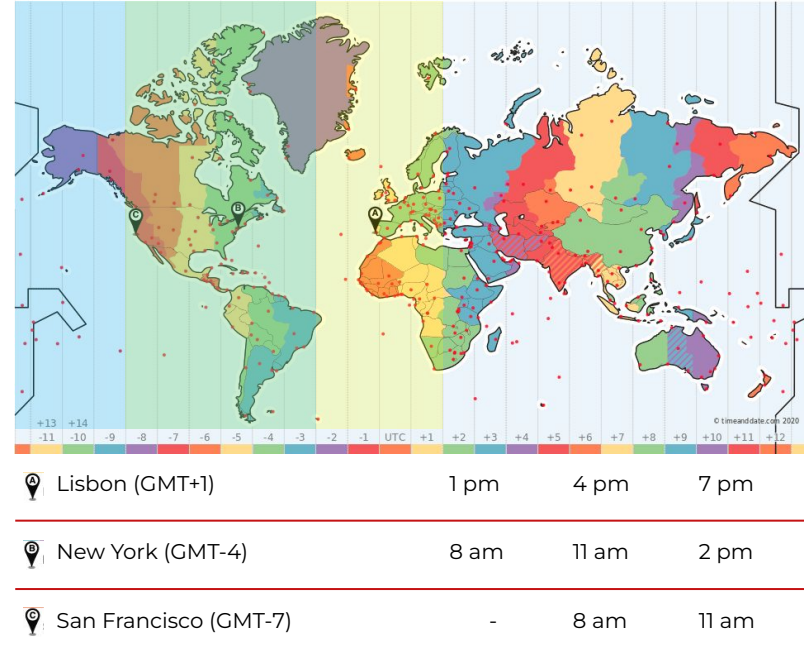 C
B
A
© timeanddate.com 2020
+13 +14
-11 -10 -9 -8 -7 -6 -5 -4 -3 -2 -1 UTC +1 +2 +3 +4 +5 +6 +7 +8 +9 +10 +11 +12
A Lisbon (GMT+1) 1 pm 4 pm 7 pm
B New York (GMT-4) 8 am 11 am 2 pm
C San Francisco (GMT-7) - 8 am 11 am